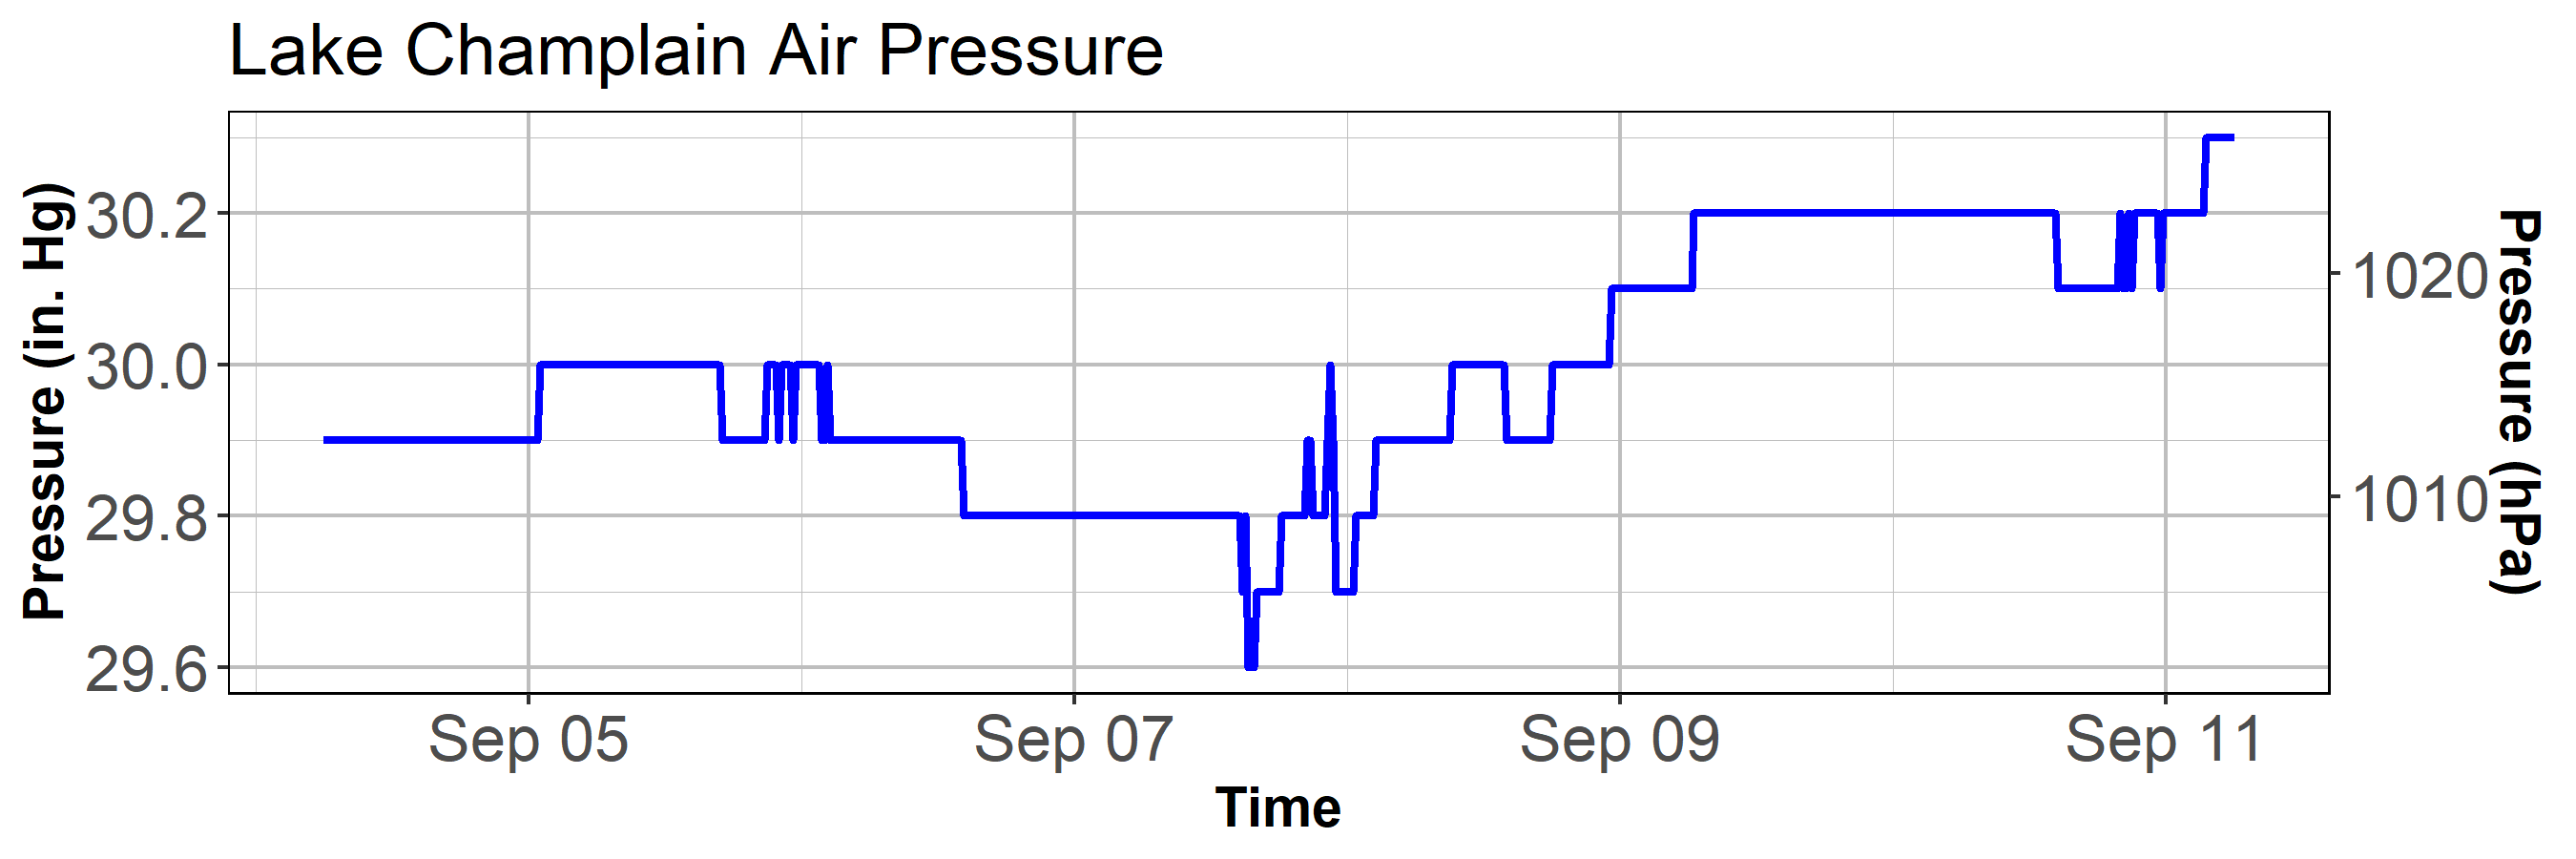 Lake Champlain Air Pressure
Pressure (in. Hg)
30.2
30.0
29.8
29.6
1020
1010
Pressure (hPa)
Sep 05
Sep 07
Sep 09
Sep 11
Time